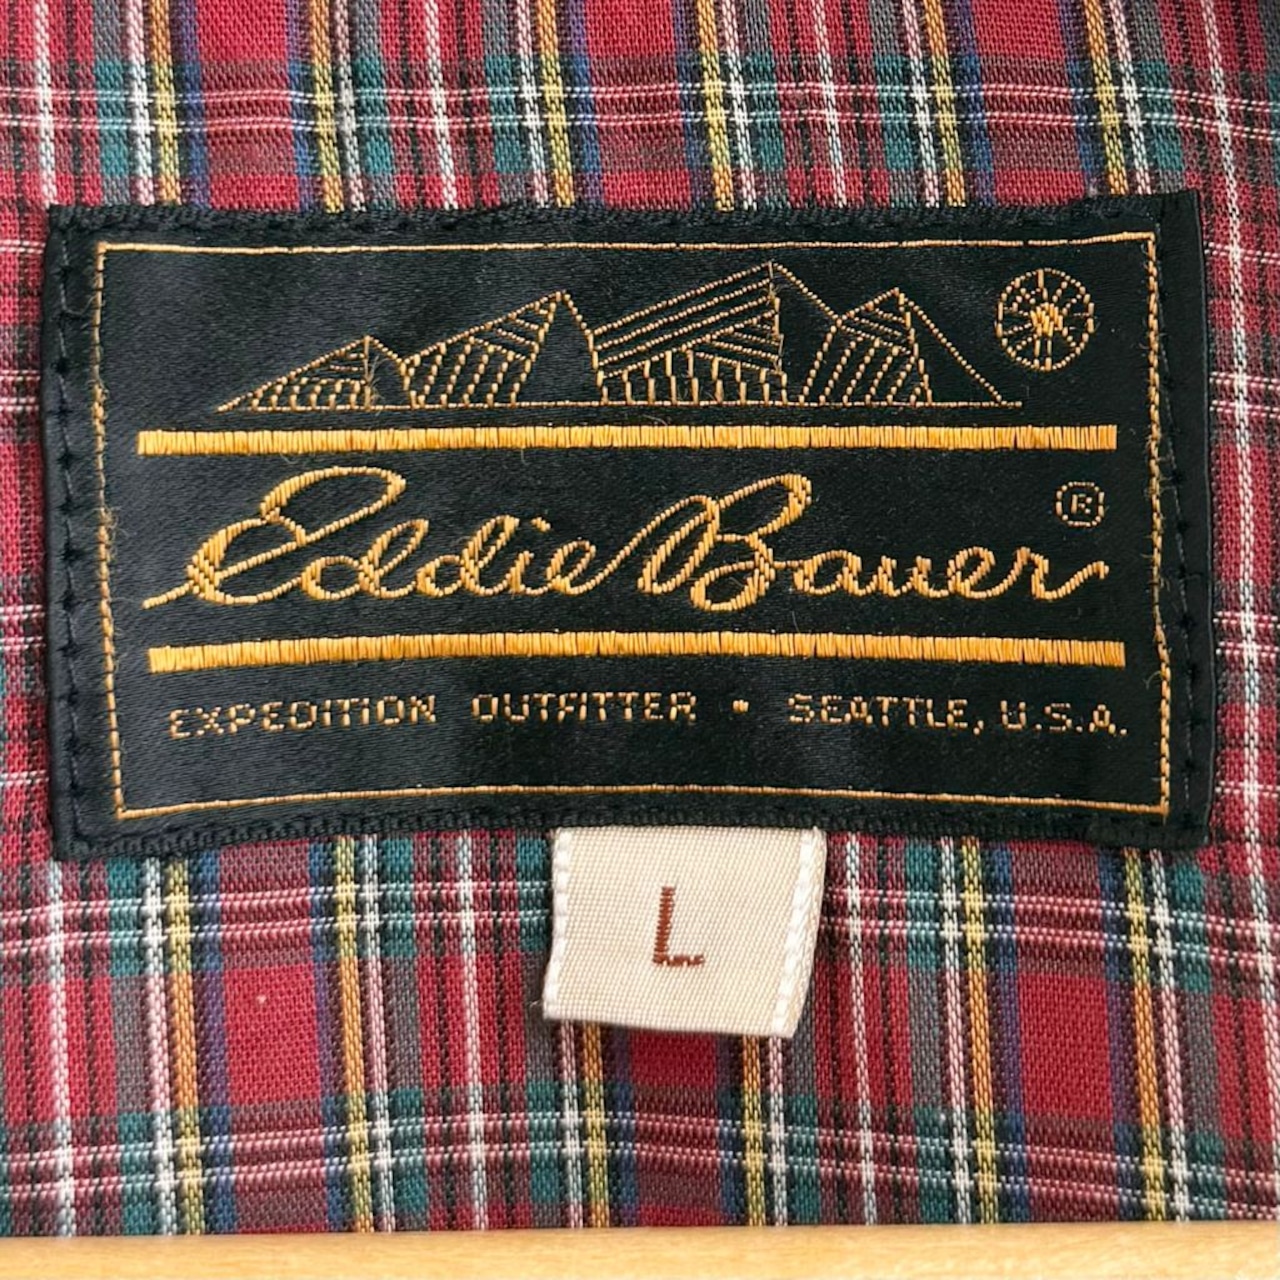 Eddie Bauer ®
EXPEDITION OUTFITTER • SEATTLE, U.S.A.
L